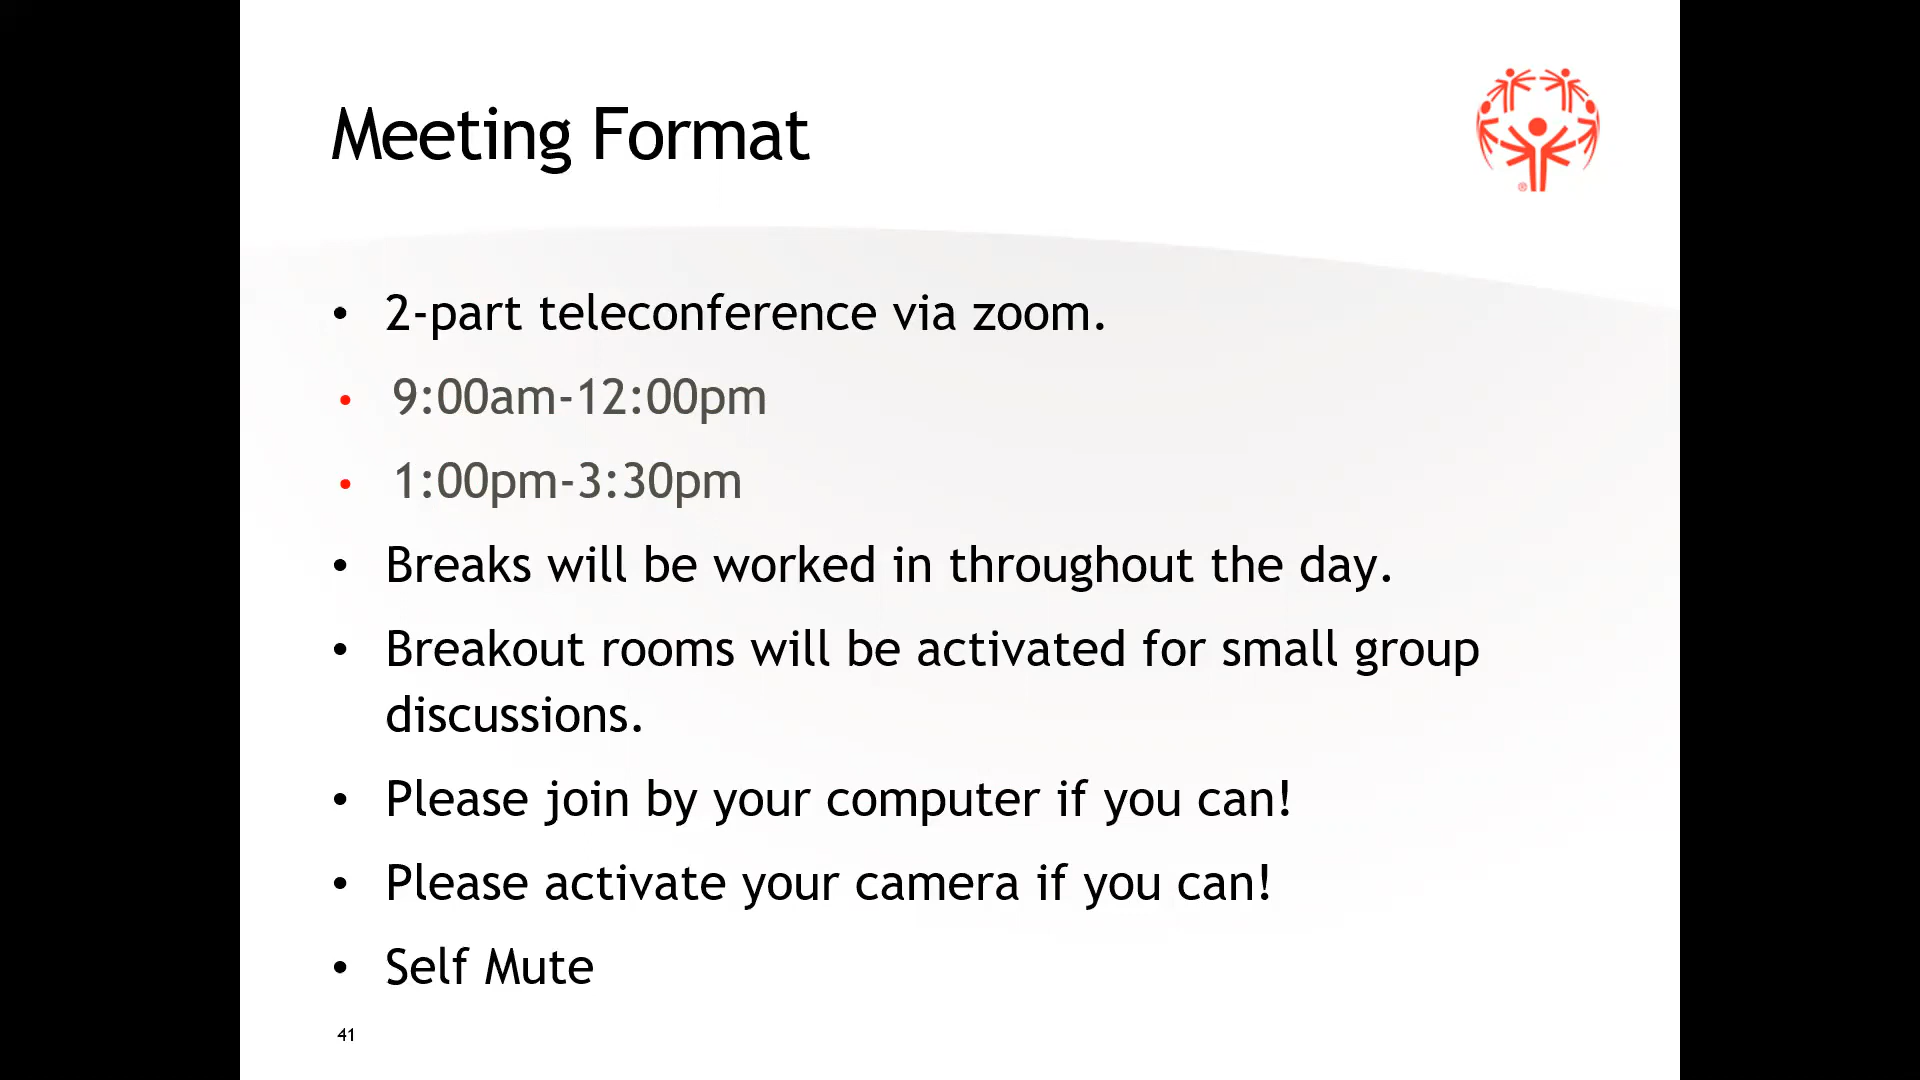 Meeting Format
®
• 2-part teleconference via zoom.
• 9:00am-12:00pm
• 1:00pm-3:30pm
• Breaks will be worked in throughout the day.
• Breakout rooms will be activated for small group
discussions.
• Please join by your computer if you can!
• Please activate your camera if you can!
• Self Mute
41